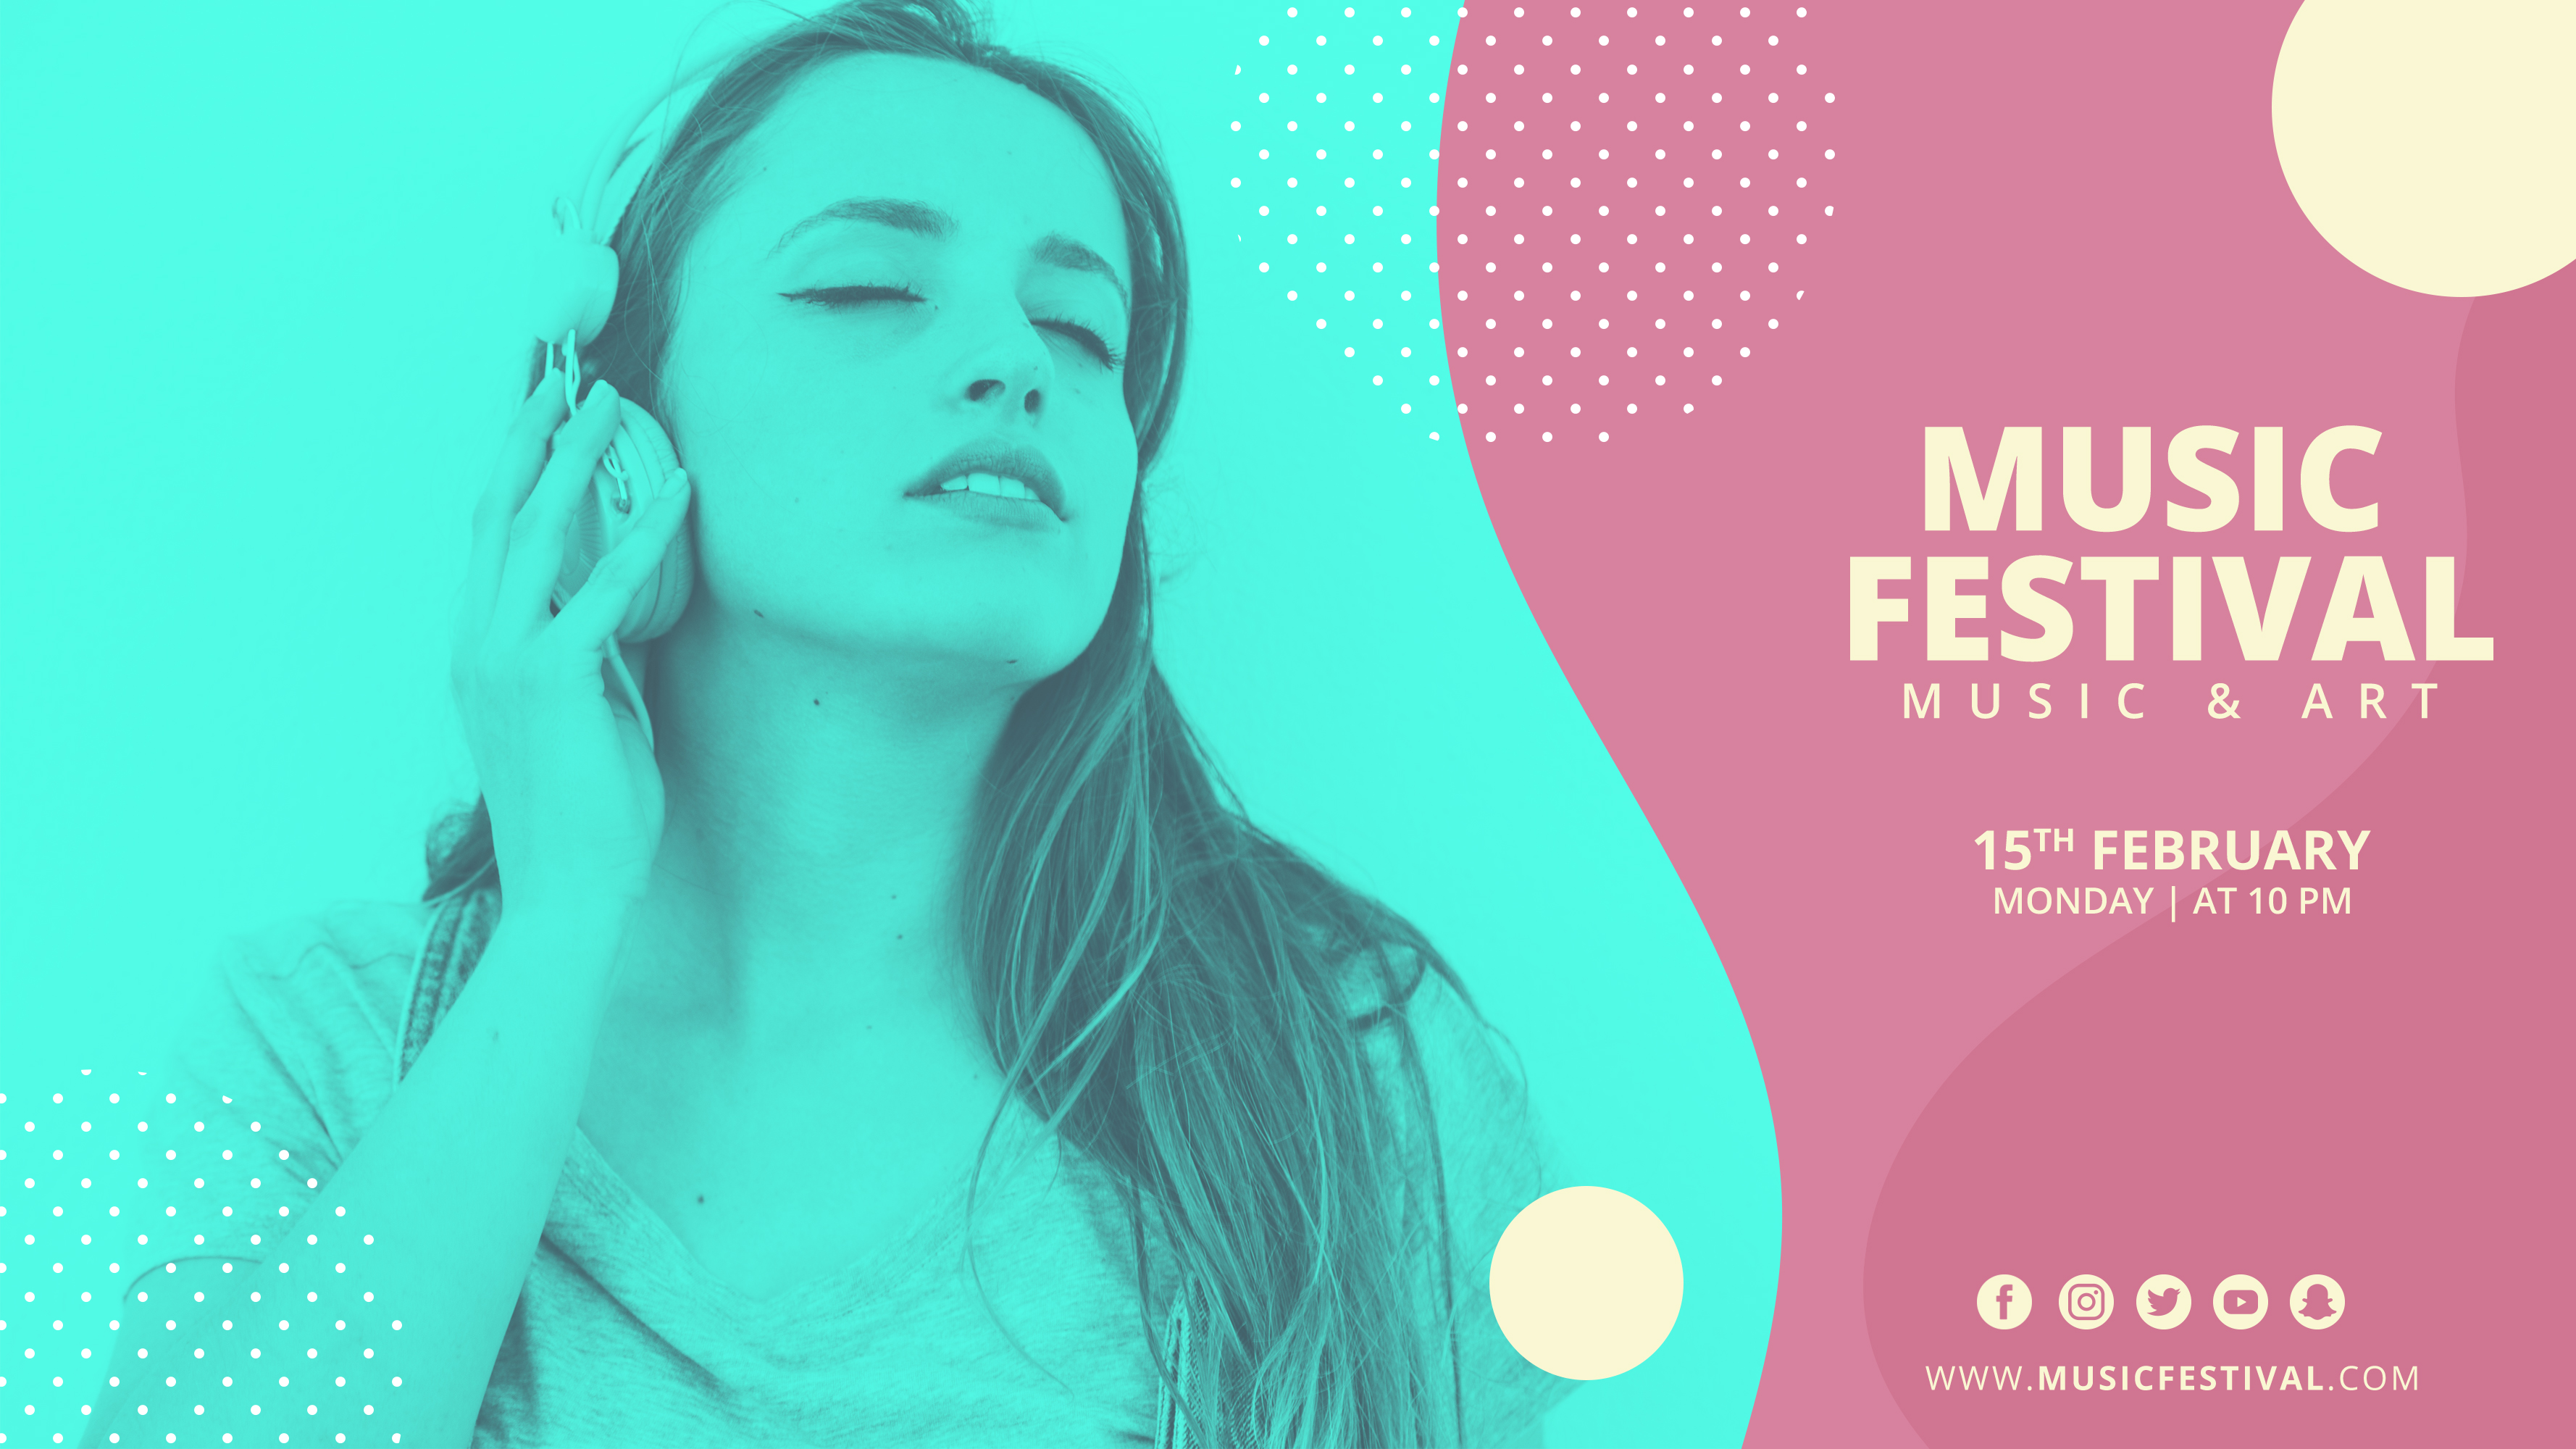 MUSIC
FESTIVAL
MUSIC & ART
15TH FEBRUARY
MONDAY | AT 10 PM
WWW.MUSICFESTIVAL.COM